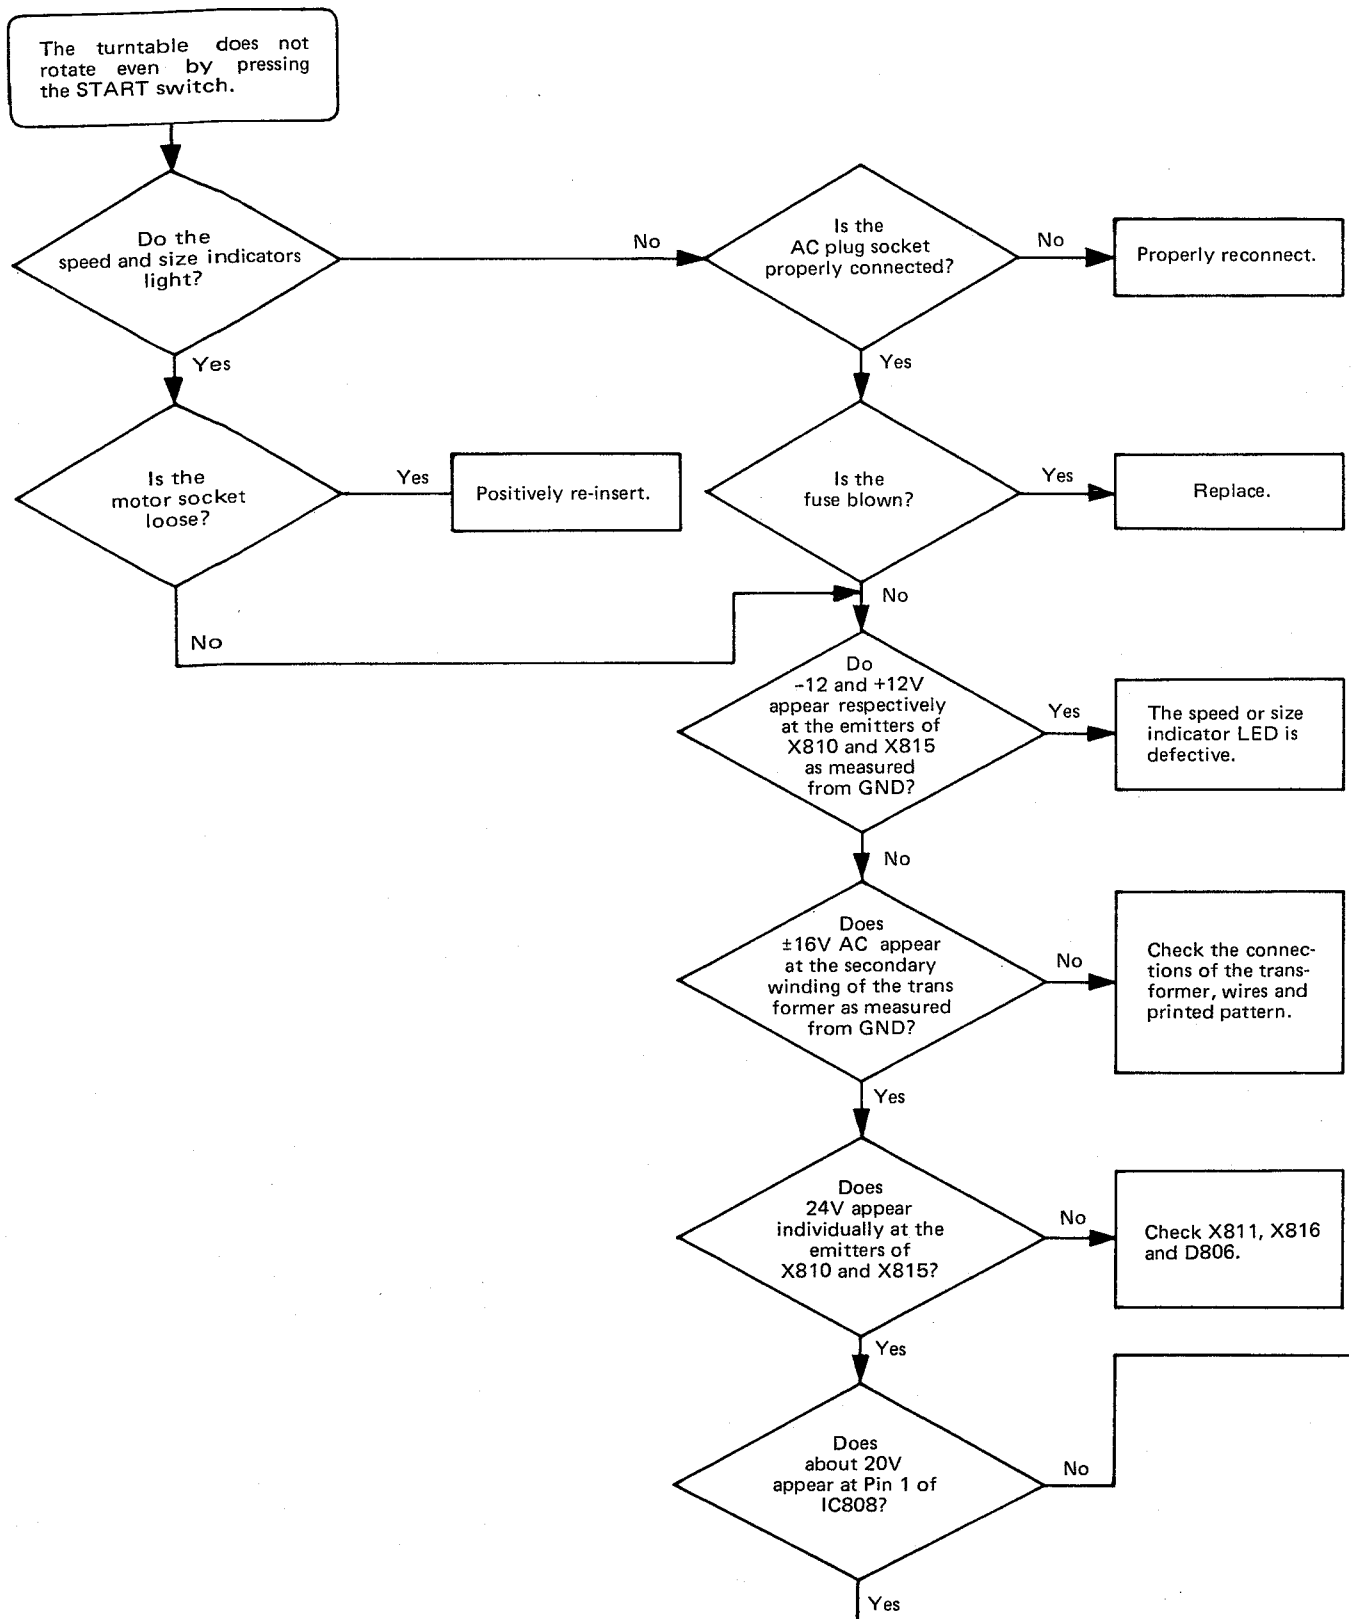 The turntable does not
rotate even by pressing
the START switch.
Do the
speed and size indicators
light?
No
Is the
AC plug socket
properly connected?
No
Properly reconnect.
Yes
Yes
Is the
motor socket
loose?
Yes
Positively re-insert.
Is the
fuse blown?
Yes
Replace.
No
No
Do
-12 and +12V
appear respectively
at the emitters of
X810 and X815
as measured
from GND?
Yes
The speed or size
indicator LED is
defective.
No
Does
±16V AC appear
at the secondary
winding of the trans
former as measured
from GND?
No
Check the connec-
tions of the trans-
former, wires and
printed pattern.
Yes
Does
24V appear
individually at the
emitters of
X810 and X815?
No
Check X811, X816
and D806.
Yes
Does
about 20V
appear at Pin 1 of
IC808?
No
Yes